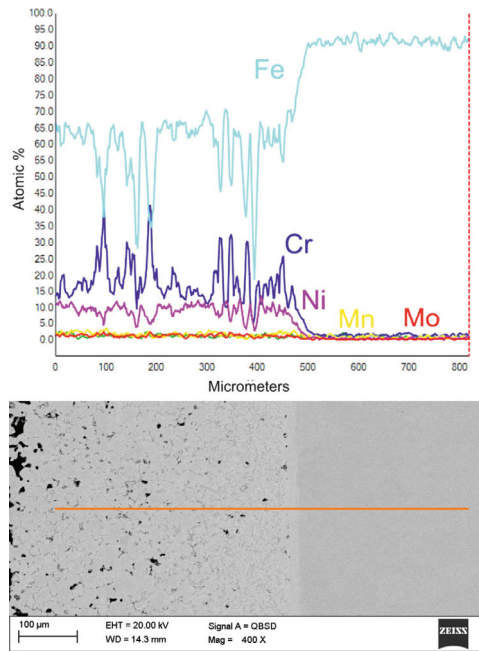 100.0
95.0
90.0
85.0
80.0
75.0
70.0
65.0
60.0
55.0
50.0
45.0
40.0
35.0
30.0
25.0
20.0
15.0
10.0
5.0
0.0
Atomic %
Fe
Cr
Ni
Mn
Mo
0 100 200 300 400 500 600 700 800
Micrometers
100 µm
EHT = 20.00 kV Signal A = QBSD
WD = 14.3 mm Mag = 400 X
ZEISS